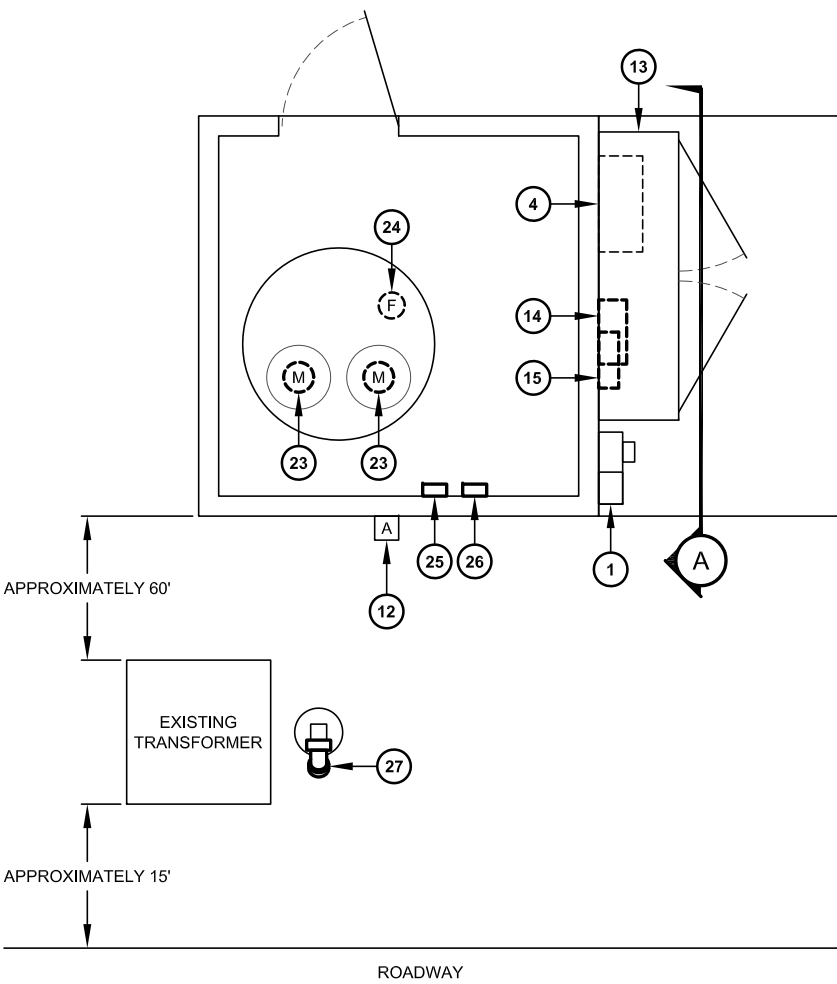 13
4
24
F
14
M
M
15
23
23
A
25
26
1
A
12
APPROXIMATELY 60'
EXISTING
TRANSFORMER
27
APPROXIMATELY 15'
ROADWAY